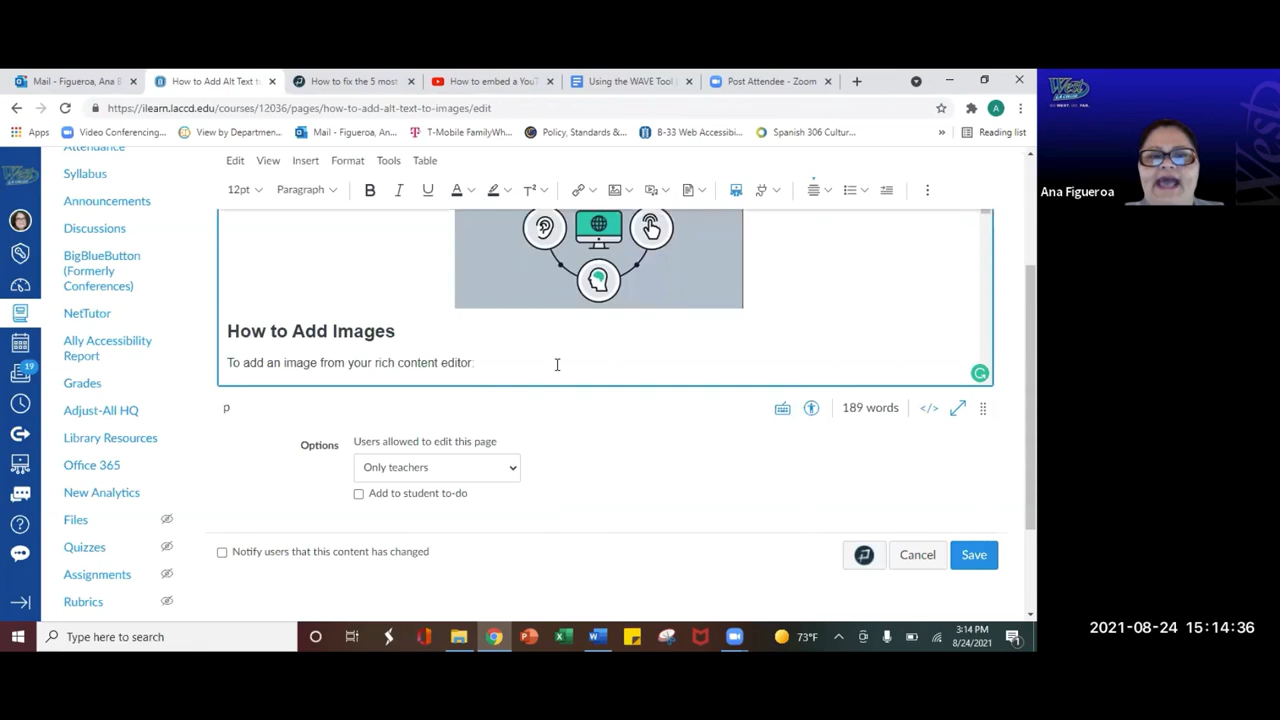 Mail - Figueroa, Ana B
How to Add Alt Text t
How to fix the 5 most
How to embed a YouT
Using the WAVE Tool
Post Attendee - Zoom
https://ilearn.laccd.edu/courses/12036/pages/how-to-add-alt-text-to-images/edit
A
Apps
Video Conferencing...
View by Departmen...
Mail - Figueroa, An...
T-Mobile FamilyWh...
Policy, Standards &...
B-33 Web Accessibi...
Spanish 306 Cultur...
»
Reading list
West
Ana Figueroa
Attendance
Syllabus
Announcements
Discussions
BigBlueButton
(Formerly
Conferences)
NetTutor
Ally Accessibility
Report
19
Grades
Adjust-All HQ
Library Resources
Office 365
New Analytics
Files
Quizzes
Assignments
Rubrics
Edit View Insert Format Tools Table
12pt Paragraph B I U A T²
How to Add Images
To add an image from your rich content editor:
p
189 words </>
Options
Users allowed to edit this page
Only teachers
Add to student to-do
Notify users that this content has changed
Cancel
Save
Type here to search
73°F
3:14 PM
8/24/2021
2021-08-24 15:14:36